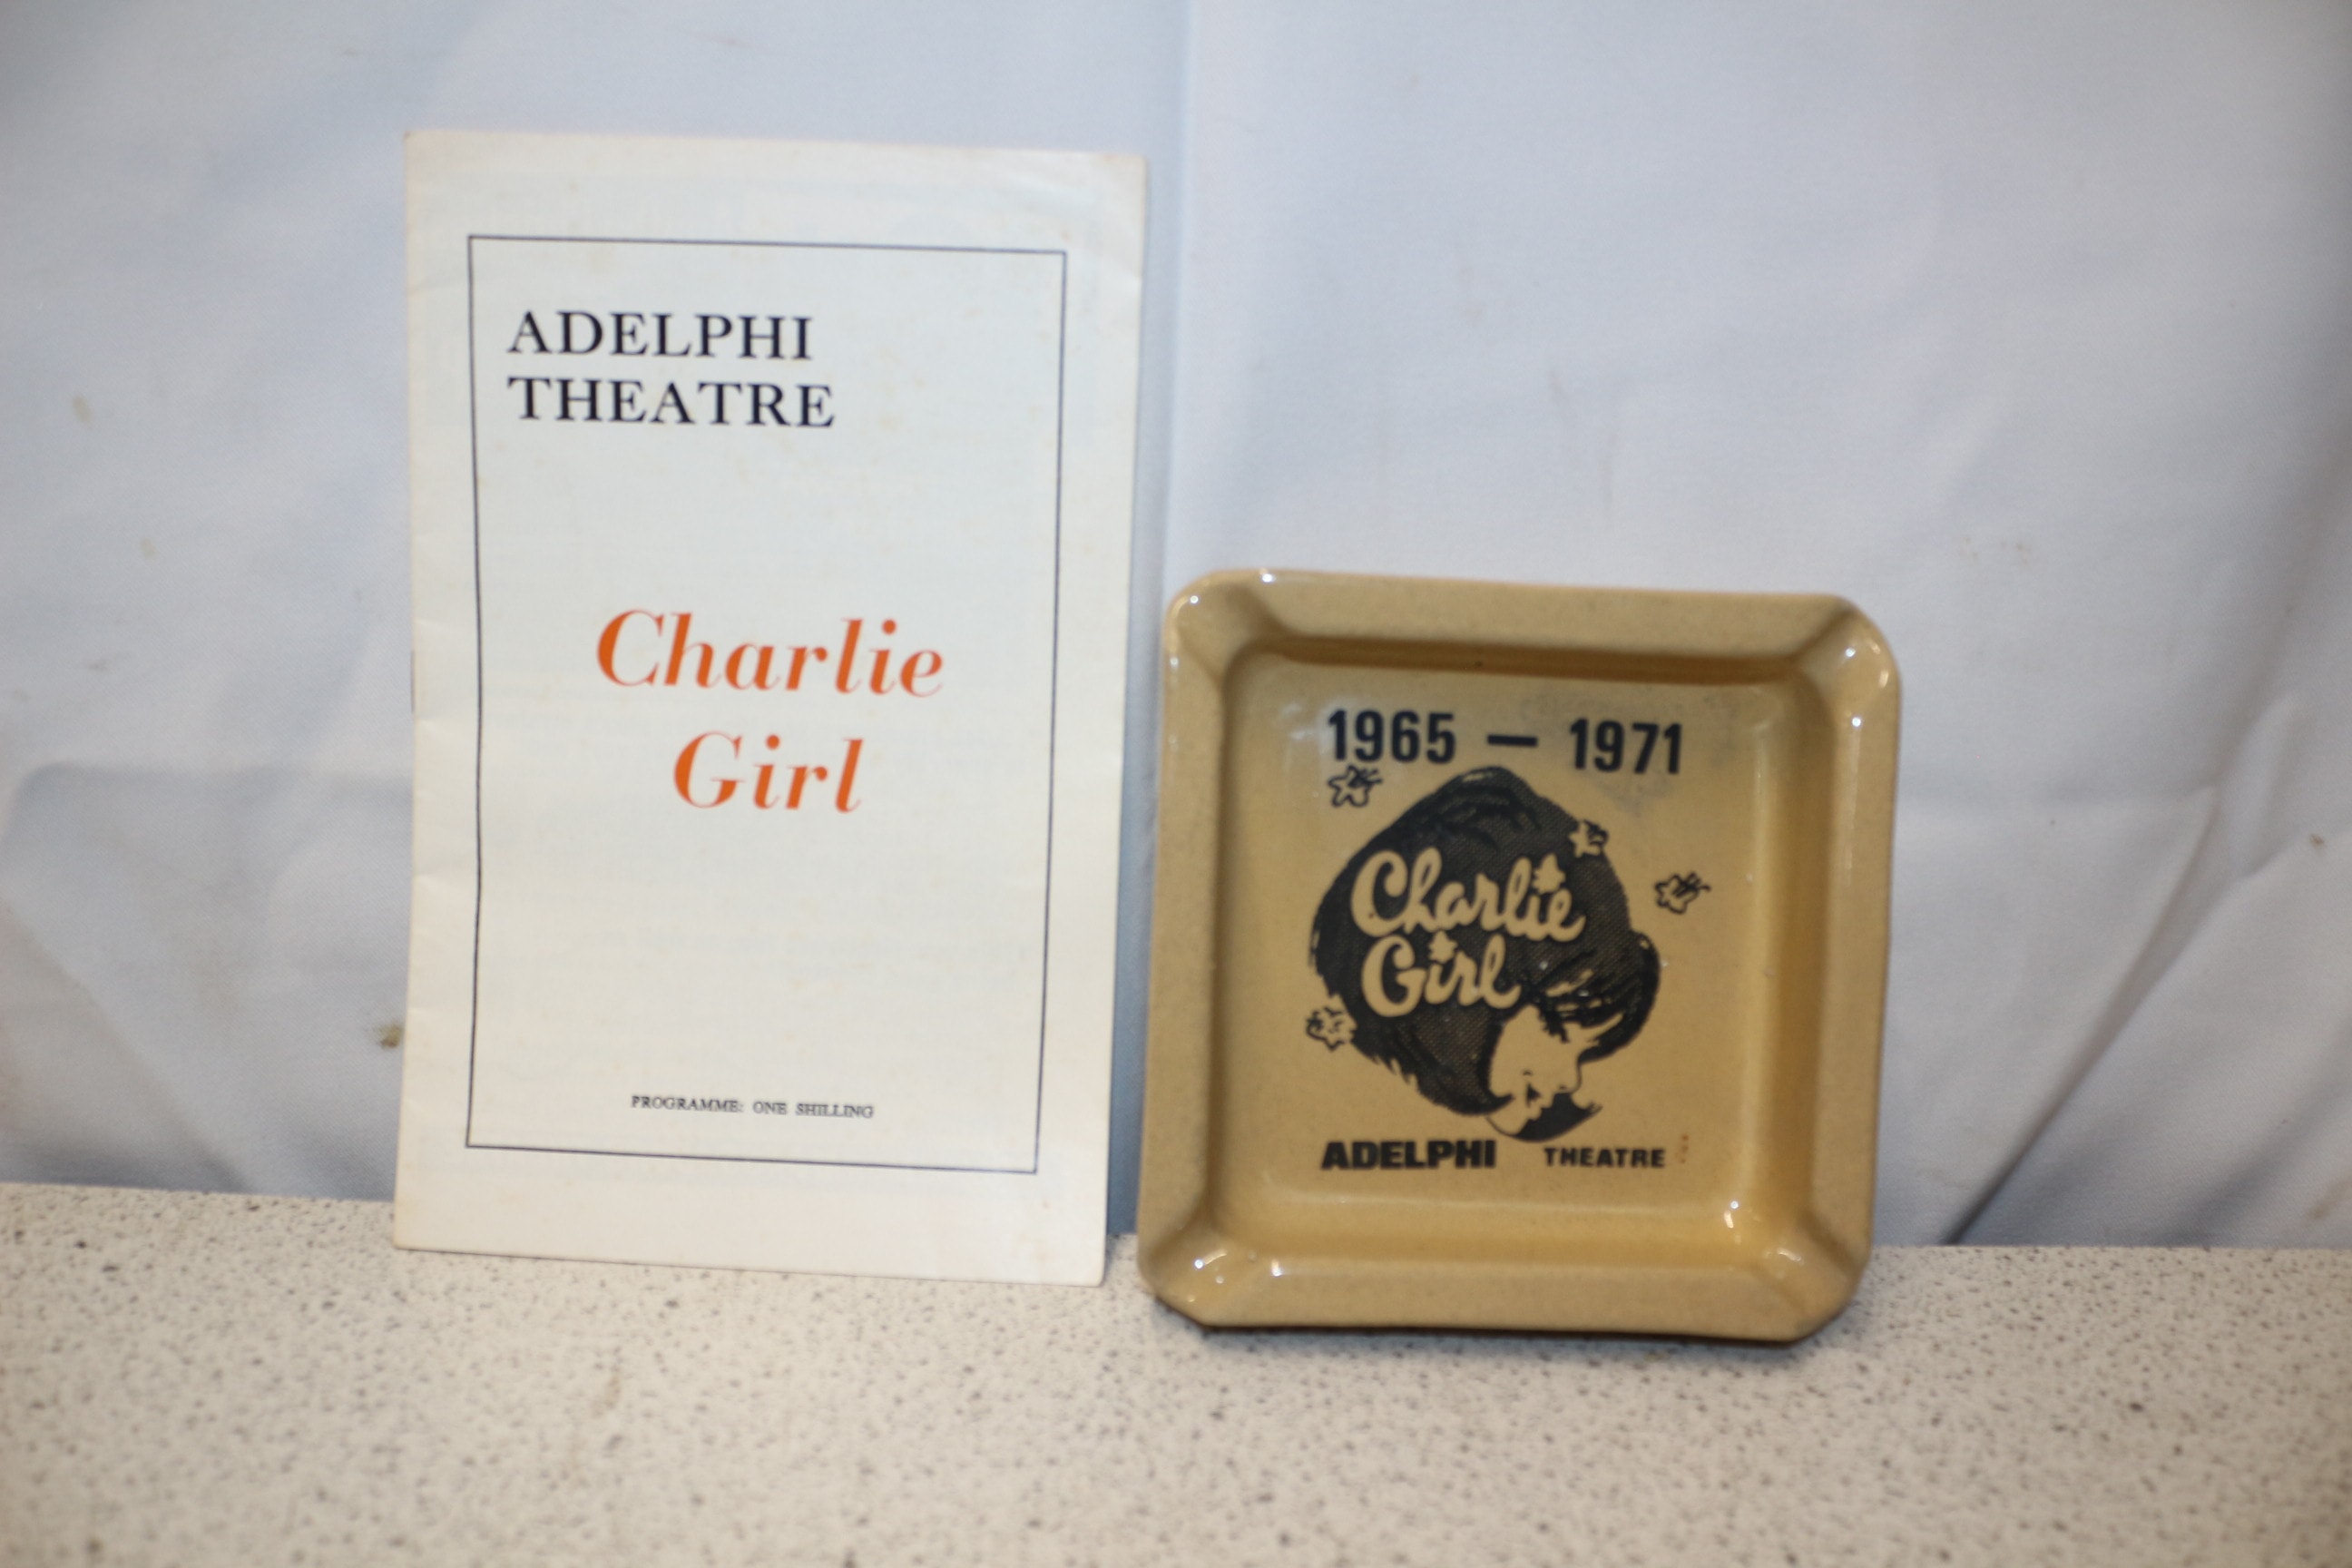 ADELPHI
THEATRE
Charlie
Girl
PROGRAMME: ONE SHILLING
1965 — 1971
Charlie
Girl
ADELPHI THEATRE